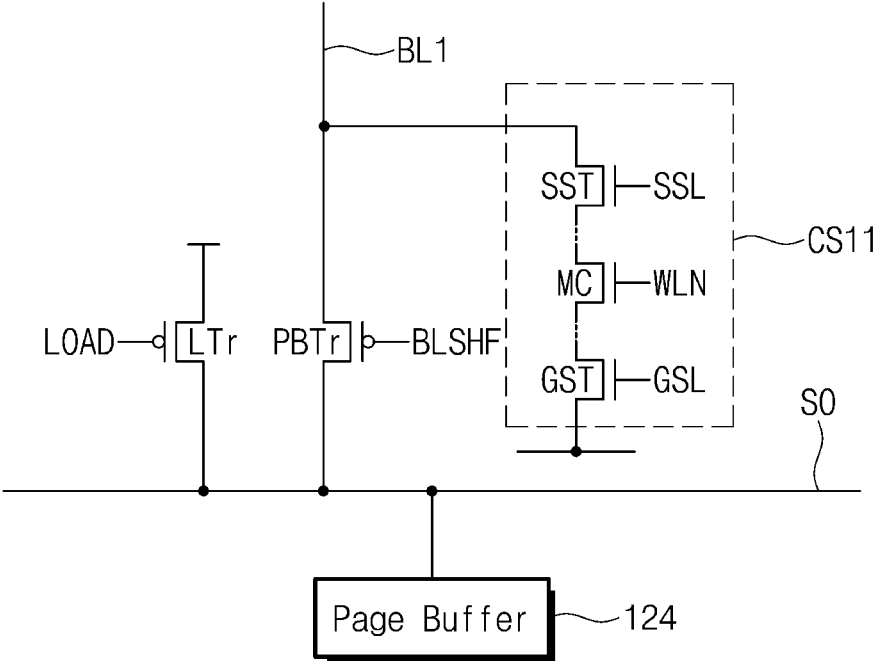 BL1
SST
SSL
CS11
MC
WLN
LOAD
LTr
PBTr
BLSHF
GST
GSL
SO
Page Buffer
124